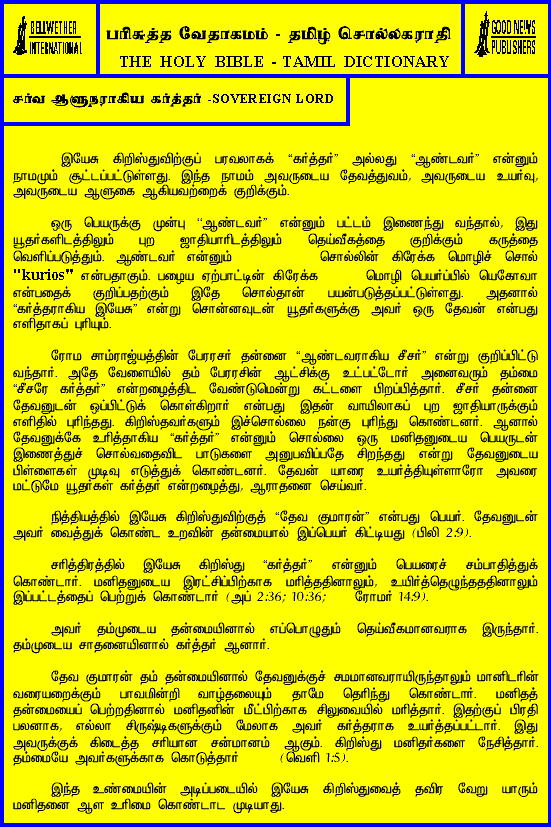 BELLWETHER
INTERNATIONAL
பரிசுத்த வேதாகமம் - தமிழ் சொல்லகராதி
THE HOLY BIBLE - TAMIL DICTIONARY
GOOD NEWS
PUBLISHERS
சர்வ ஆளுநராகிய கர்த்தர் -SOVEREIGN LORD
இயேசு கிறிஸ்துவிற்குப் பரவலாகக் “கர்த்தர்” அல்லது “ஆண்டவர்” என்னும்
நாமமும் சூட்டப்பட்டுள்ளது. இந்த நாமம் அவருடைய தேவத்துவம், அவருடைய உயர்வு,
அவருடைய ஆளுகை ஆகியவற்றைக் குறிக்கும்.
ஒரு பெயருக்கு முன்பு “ஆண்டவர்” என்னும் பட்டம் இணைந்து வந்தால், இது
யூதர்களிடத்திலும் புற ஜாதியாரிடத்திலும் தெய்வீகத்தை குறிக்கும் கருத்தை
வெளிப்படுத்தும். ஆண்டவர் என்னும் சொல்லின் கிரேக்க மொழிச் சொல்
"kurios" என்பதாகும். பழைய ஏற்பாட்டின் கிரேக்க மொழி பெயர்ப்பில் யெகோவா
என்பதைக் குறிப்பதற்கும் இதே சொல்தான் பயன்படுத்தப்பட்டுள்ளது. அதனால்
“கர்த்தராகிய இயேசு” என்று சொன்னவுடன் யூதர்களுக்கு அவர் ஒரு தேவன் என்பது
எளிதாகப் புரியும்.
ரோம சாம்ராஜ்யத்தின் பேரரசர் தன்னை “ஆண்டவராகிய சீசர்” என்று குறிப்பிட்டு
வந்தார். அதே வேளையில் தம் பேரரசின் ஆட்சிக்கு உட்பட்டோர் அனைவரும் தம்மை
“சீசரே கர்த்தர்” என்றழைத்திட வேண்டுமென்று கட்டளை பிறப்பித்தார். சீசர் தன்னை
தேவனுடன் ஒப்பிட்டுக் கொள்கிறார் என்பது இதன் வாயிலாகப் புற ஜாதியாருக்கும்
எளிதில் புரிந்தது. கிறிஸ்தவர்களும் இச்சொல்லை நன்கு புரிந்து கொண்டனர். ஆனால்
தேவனுக்கே உரித்தாகிய “கர்த்தர்” என்னும் சொல்லை ஒரு மனிதனுடைய பெயருடன்
இணைத்துச் சொல்வதைவிட பாடுகளை அனுபவிப்பதே சிறந்தது என்று தேவனுடைய
பிள்ளைகள் முடிவு எடுத்துக் கொண்டனர். தேவன் யாரை உயர்த்தியுள்ளாரோ அவரை
மட்டுமே யூதர்கள் கர்த்தர் என்றழைத்து, ஆராதனை செய்வர்.
நித்தியத்தில் இயேசு கிறிஸ்துவிற்குத் “தேவ குமாரன்” என்பது பெயர். தேவனுடன்
அவர் வைத்துக் கொண்ட உறவின் தன்மையால் இப்பெயர் கிட்டியது (பிலி 2:9).
சரித்திரத்தில் இயேசு கிறிஸ்து “கர்த்தர்” என்னும் பெயரைச் சம்பாதித்துக்
கொண்டார். மனிதனுடைய இரட்சிப்பிற்காக மரித்ததினாலும், உயிர்த்தெழுந்தததினாலும்
இப்பட்டத்தைப் பெற்றுக் கொண்டார் (அப் 2:36; 10:36; ரோமர் 14:9).
அவர் தம்முடைய தன்மையினால் எப்பொழுதும் தெய்வீகமானவராக இருந்தார்.
தம்முடைய சாதனையினால் கர்த்தர் ஆனார்.
தேவ குமாரன் தம் தன்மையினால் தேவனுக்குச் சமமானவராயிருந்தாலும் மானிடரின்
வரையறைக்கும் பாவமின்றி வாழ்தலையும் தாமே தெரிந்து கொண்டார். மனிதத்
தன்மையைப் பெற்றதினால் மனிதனின் மீட்பிற்காக சிலுவையில் மரித்தார். இதற்குப் பிரதி
பலனாக, எல்லா சிருஷ்டிகளுக்கும் மேலாக அவர் கர்த்தராக உயர்த்தப்பட்டார். இது
அவருக்குக் கிடைத்த சரியான சன்மானம் ஆகும். கிறிஸ்து மனிதர்களை நேசித்தார்.
தம்மையே அவர்களுக்காக கொடுத்தார் (வெளி 1:5).
இந்த உண்மையின் அடிப்படையில் இயேசு கிறிஸ்துவைத் தவிர வேறு யாரும்
மனிதனை ஆள உரிமை கொண்டாட முடியாது.